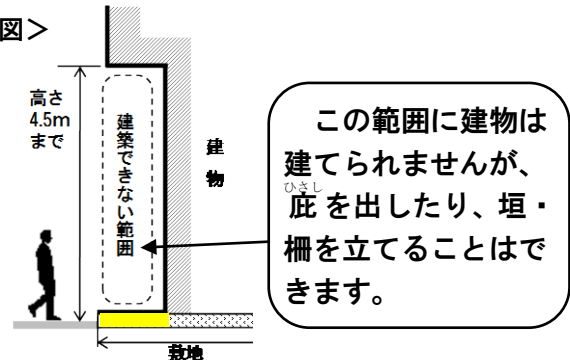 図＞
高さ
4.5m
まで
建築できない範囲
建物
この範囲に建物は
建てられませんが、
ひさし
庇を出したり、垣・
柵を立てることはで
きます。
敷地